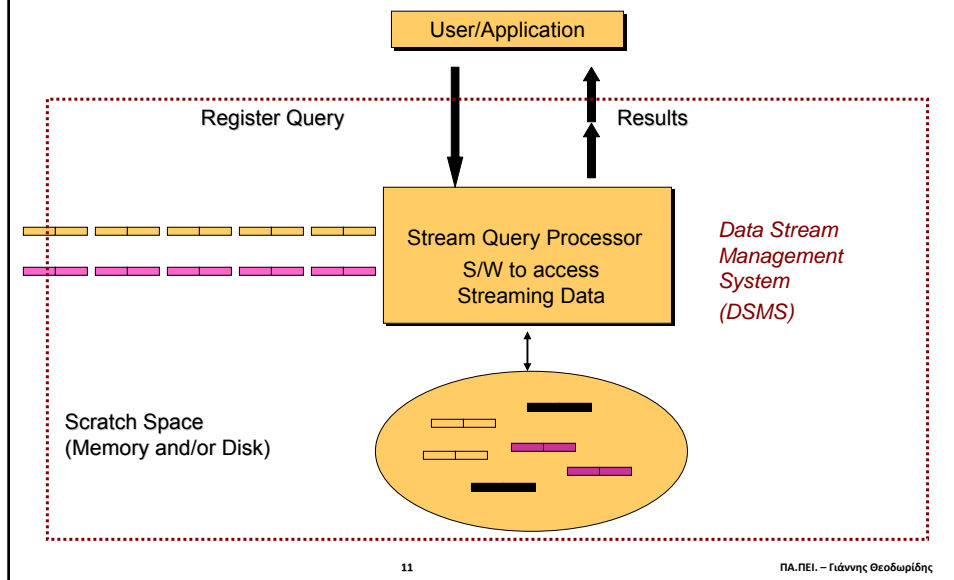 User/Application
Register Query
Results
Stream Query Processor
S/W to access
Streaming Data
Data Stream
Management
System
(DSMS)
Scratch Space
(Memory and/or Disk)
11
ΠΑ.ΠΕΙ. – Γιάννης Θεοδωρίδης